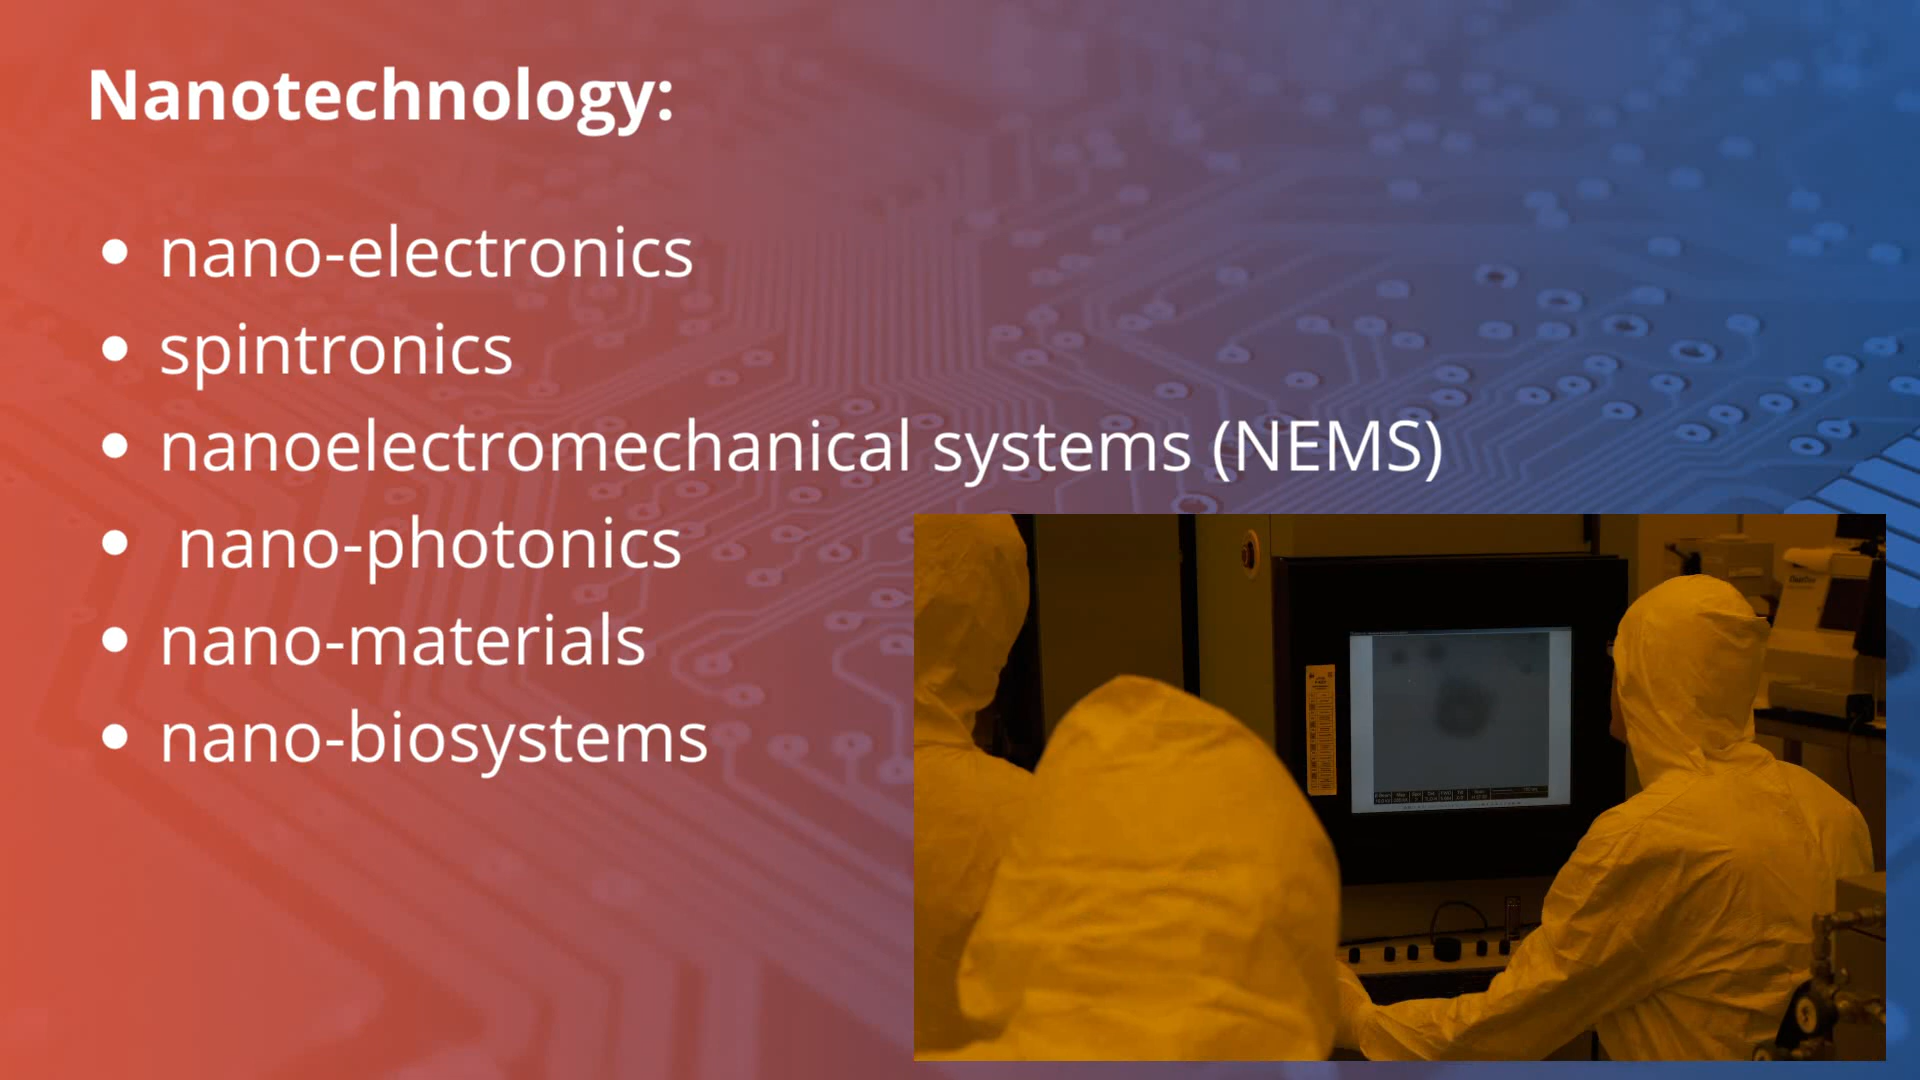 Nanotechnology:
• nano-electronics
• spintronics
• nanoelectromechanical systems (NEMS)
• nano-photonics
• nano-materials
• nano-biosystems